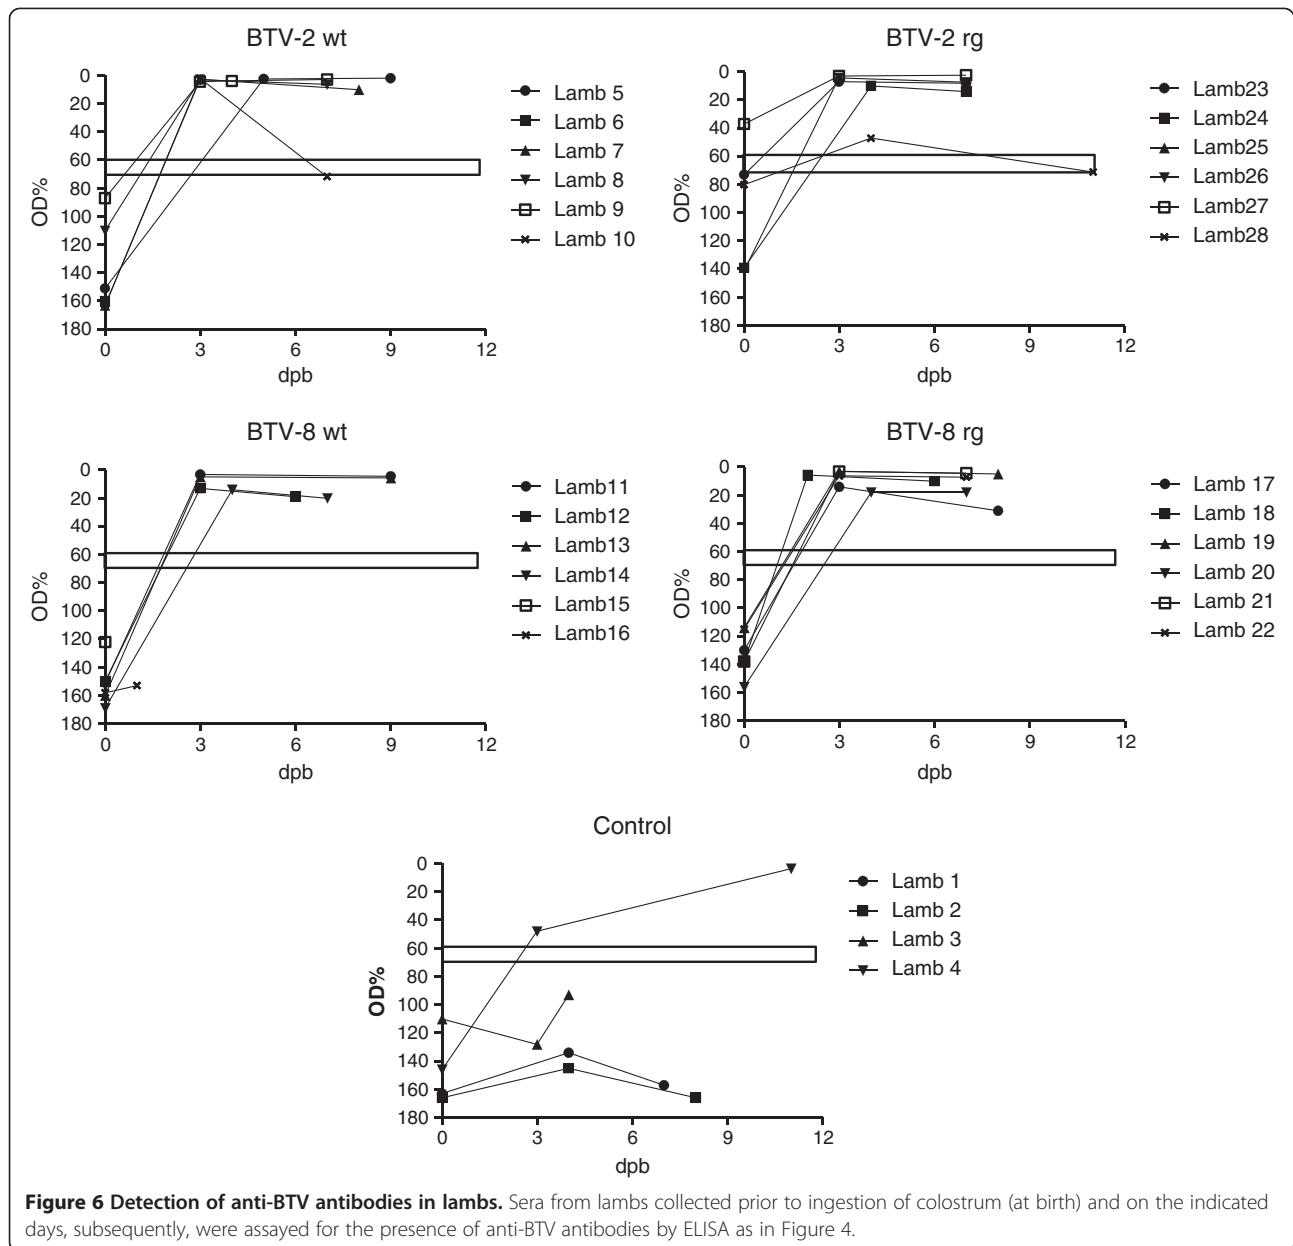 BTV-2 wt
0
20
40
60
80
100
120
140
160
180
OD%
0 3 6 9 12
dpb
Lamb 5
Lamb 6
Lamb 7
Lamb 8
Lamb 9
Lamb 10
BTV-2 rg
0
20
40
60
80
100
120
140
160
180
OD%
0 3 6 9 12
dpb
Lamb23
Lamb24
Lamb25
Lamb26
Lamb27
Lamb28
BTV-8 wt
0
20
40
60
80
100
120
140
160
180
OD%
0 3 6 9 12
dpb
Lamb11
Lamb12
Lamb13
Lamb14
Lamb15
Lamb16
BTV-8 rg
0
20
40
60
80
100
120
140
160
180
OD%
0 3 6 9 12
dpb
Lamb 17
Lamb 18
Lamb 19
Lamb 20
Lamb 21
Lamb 22
Control
0
20
40
60
80
100
120
140
160
180
OD%
0 3 6 9 12
dpb
Lamb 1
Lamb 2
Lamb 3
Lamb 4
Figure 6 Detection of anti-BTV antibodies in lambs. Sera from lambs collected prior to ingestion of colostrum (at birth) and on the indicated
days, subsequently, were assayed for the presence of anti-BTV antibodies by ELISA as in Figure 4.